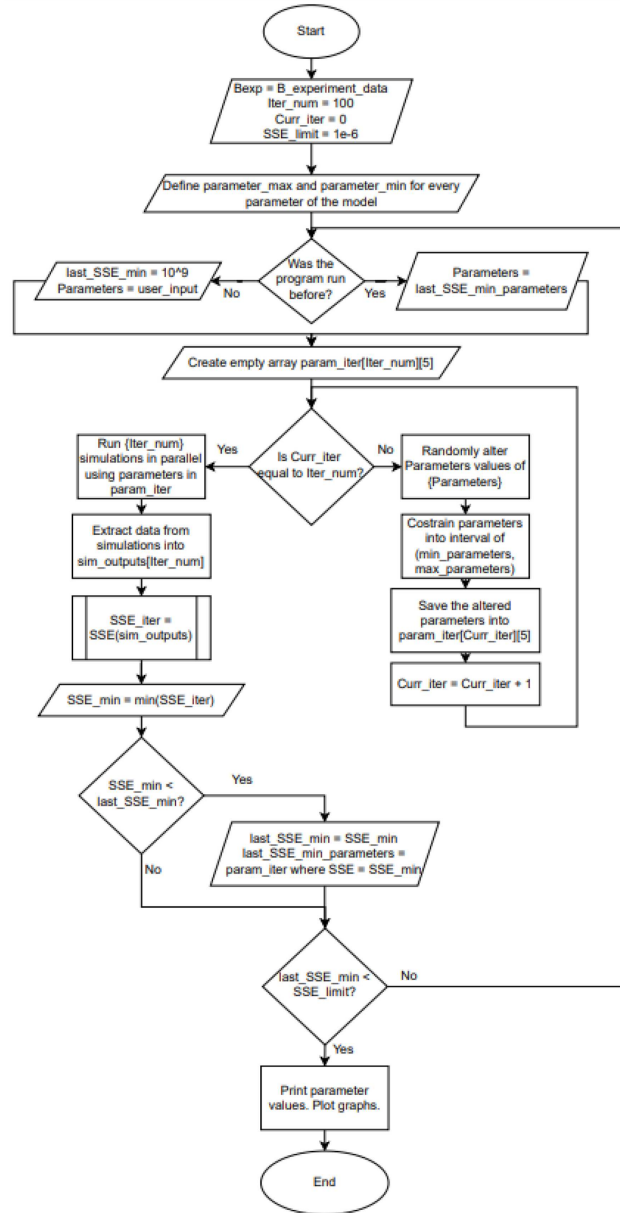 Start
Bexp = B_experiment_data
Iter_num = 100
Curr_iter = 0
SSE_limit = 1e-6
Define parameter_max and parameter_min for every
parameter of the model
last_SSE_min = 10^9
Parameters = user_input
No
Was the
program run
before?
Yes
Parameters =
last_SSE_min_parameters
Create empty array param_iter[Iter_num][5]
Run {Iter_num}
simulations in parallel
using parameters in
param_iter
Yes
Is Curr_iter
equal to Iter_num?
No
Randomly alter
Parameters values of
{Parameters}
Extract data from
simulations into
sim_outputs[Iter_num]
Costrain parameters
into interval of
(min_parameters,
max_parameters)
SSE_iter =
SSE(sim_outputs)
Save the altered
parameters into
param_iter[Curr_iter][5]
SSE_min = min(SSE_iter)
Curr_iter = Curr_iter + 1
SSE_min <
last_SSE_min?
Yes
No
last_SSE_min = SSE_min
last_SSE_min_parameters =
param_iter where SSE = SSE_min
last_SSE_min <
SSE_limit?
No
Yes
Print parameter
values. Plot graphs.
End